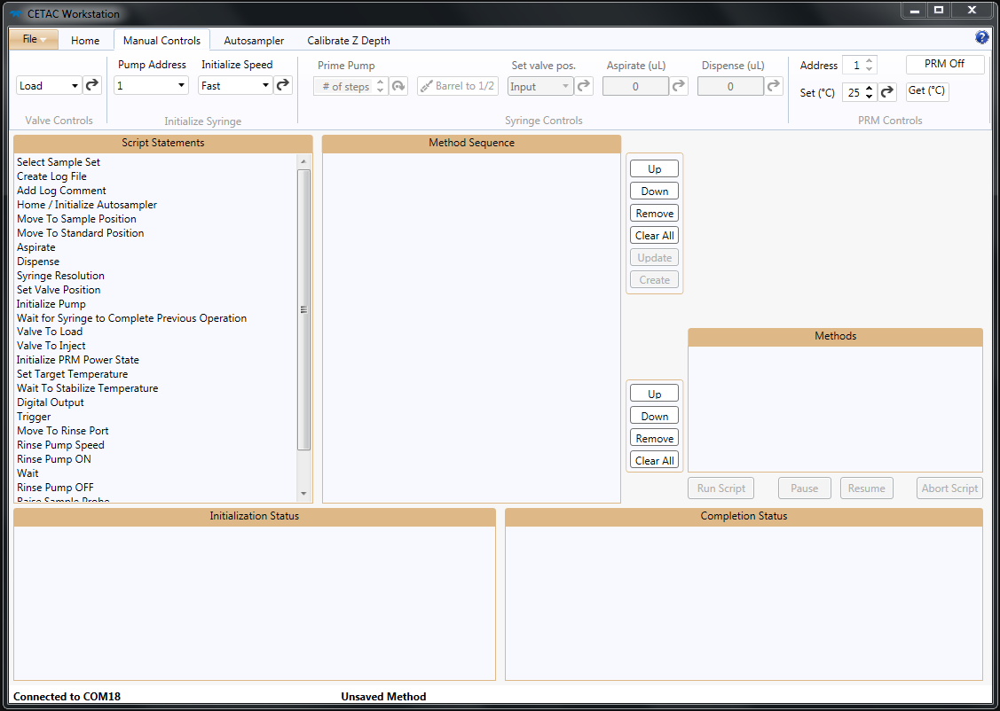 CETAC Workstation
File
Home
Manual Controls
Autosampler
Calibrate Z Depth
Load
Valve Controls
Pump Address
Initialize Speed
1
Fast
Initialize Syringe
Prime Pump
Set valve pos.
Aspirate (uL)
Dispense (uL)
# of steps
Barrel to 1/2
Input
0
0
Syringe Controls
Address
1
PRM Off
Set (°C)
25
Get (°C)
PRM Controls
Script Statements
Select Sample Set
Create Log File
Add Log Comment
Home / Initialize Autosampler
Move To Sample Position
Move To Standard Position
Aspirate
Dispense
Syringe Resolution
Set Valve Position
Initialize Pump
Wait for Syringe to Complete Previous Operation
Valve To Load
Valve To Inject
Initialize PRM Power State
Set Target Temperature
Wait To Stabilize Temperature
Digital Output
Trigger
Move To Rinse Port
Rinse Pump Speed
Rinse Pump ON
Wait
Rinse Pump OFF
Raise Sample Probe
Method Sequence
Up
Down
Remove
Clear All
Update
Create
Up
Down
Remove
Clear All
Methods
Run Script
Pause
Resume
Abort Script
Initialization Status
Completion Status
Connected to COM18
Unsaved Method